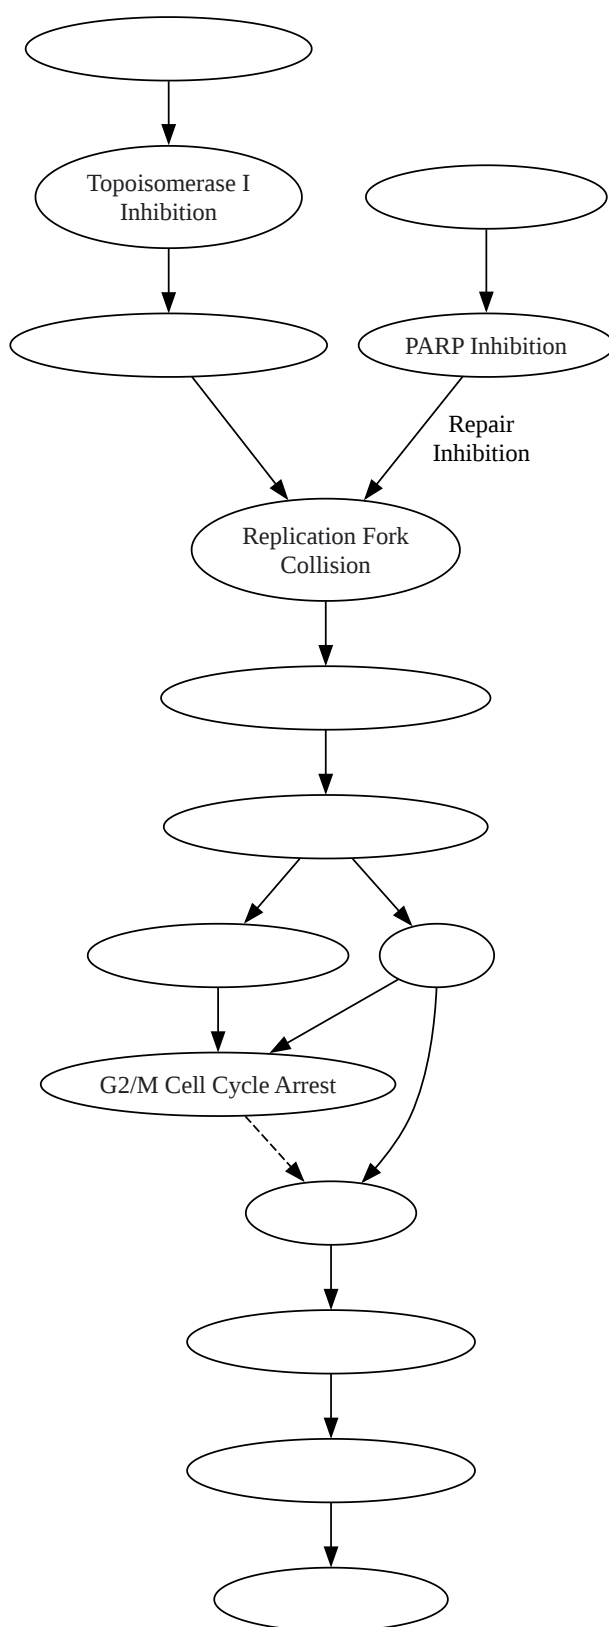 Topoisomerase I
Inhibition
PARP Inhibition
Repair
Inhibition
Replication Fork
Collision
G2/M Cell Cycle Arrest